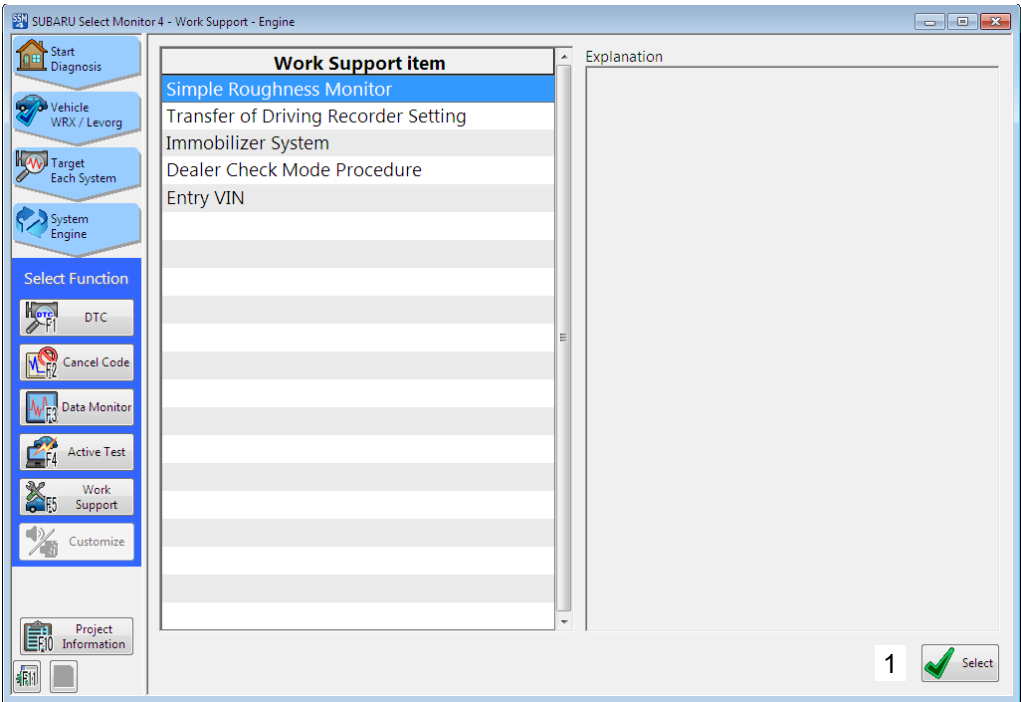 SSM
4
SUBARU Select Monitor 4 - Work Support - Engine
Start
Diagnosis
Vehicle
WRX / Levorg
Target
Each System
System
Engine
Select Function
DTC
F1
DTC
F2
Cancel Code
F3
Data Monitor
F4
Active Test
F5
Work
Support
Customize
F10
Project
Information
F11
Work Support item
Simple Roughness Monitor
Transfer of Driving Recorder Setting
Immobilizer System
Dealer Check Mode Procedure
Entry VIN
Explanation
1
Select